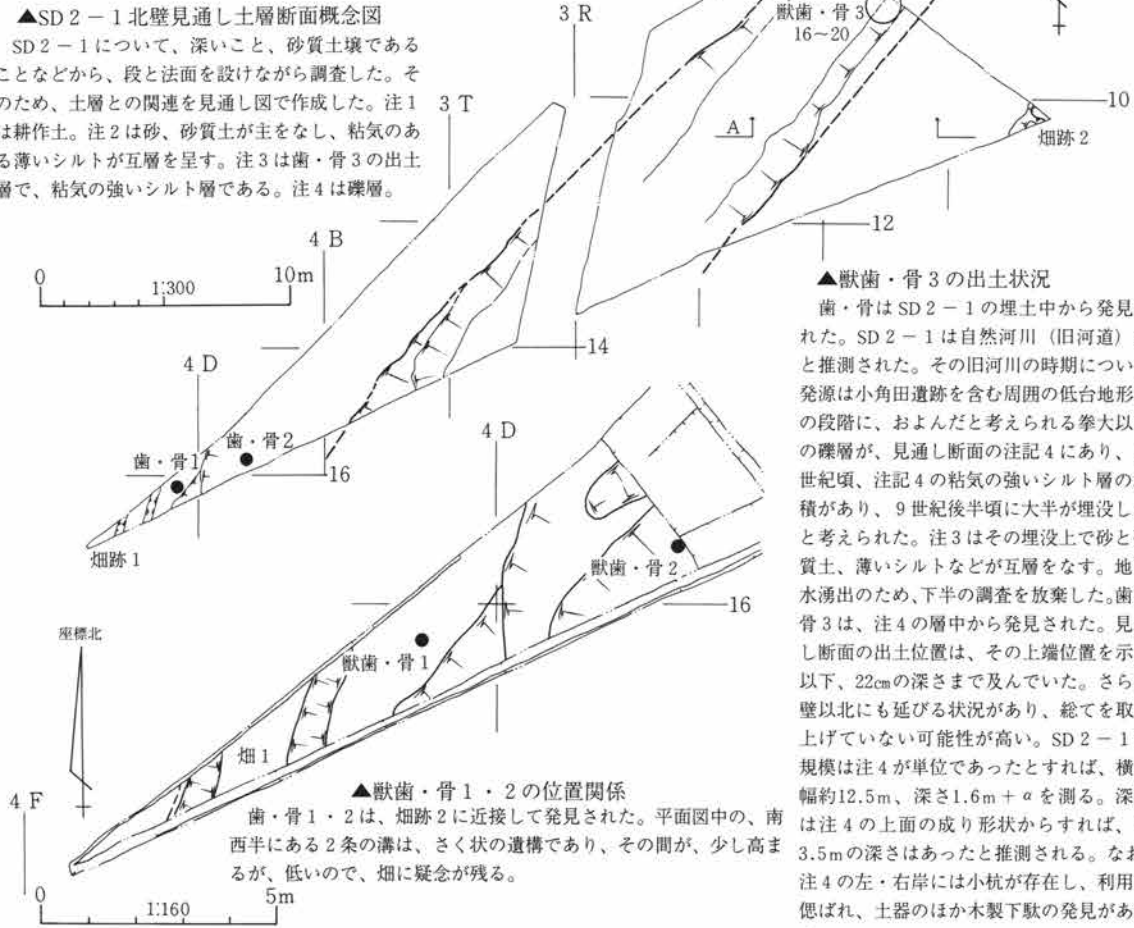 ▲SD2－1北壁見通し土層断面概念図
SD2－1について、深いこと、砂質土壌である
ことなどから、段と法面を設けながら調査した。そ
のため、土層との関連を見通し図で作成した。注1
は耕作土。注2は砂、砂質土が主をなし、粘気のあ
る薄いシルトが互層を呈す。注3は歯・骨3の出土
層で、粘気の強いシルト層である。注4は礫層。
0
1:300
10m
3R
3T
4B
4D
獣歯・骨3
16～20
A
10
畑跡2
12
14
16
歯・骨2
歯・骨1
畑跡1
▲獣歯・骨3の出土状況
歯・骨はSD2－1の埋土中から発見
れた。SD2－1は自然河川（旧河道）
と推測された。その旧河川の時期につい
発源は小角田遺跡を含む周囲の低台地形
の段階に、およんだと考えられる拳大以
の礫層が、見通し断面の注記4にあり、
世紀頃、注記4の粘気の強いシルト層の
積があり、9世紀後半頃に大半が埋没し
と考えられた。注3はその埋没上で砂と
質土、薄いシルトなどが互層をなす。地
水湧出のため、下半の調査を放棄した。歯
骨3は、注4の層中から発見された。見
し断面の出土位置は、その上端位置を示
以下、22㎝の深さまで及んでいた。さら
壁以北にも延びる状況があり、総てを取
上げていない可能性が高い。SD2－1
規模は注4が単位であったとすれば、横
幅約12.5m、深さ1.6m＋αを測る。深
は注4の上面の成り形状からすれば、
3.5mの深さはあったと推測される。なお
注4の左・右岸には小杭が存在し、利用
偲ばれ、土器のほか木製下駄の発見があ
座標北
4D
獣歯・骨2
16
獣歯・骨1
畑1
4F
▲獣歯・骨1・2の位置関係
歯・骨1・2は、畑跡2に近接して発見された。平面図中の、南
西半にある2条の溝は、さく状の遺構であり、その間が、少し高ま
るが、低いので、畑に疑念が残る。
0
1:160
5m